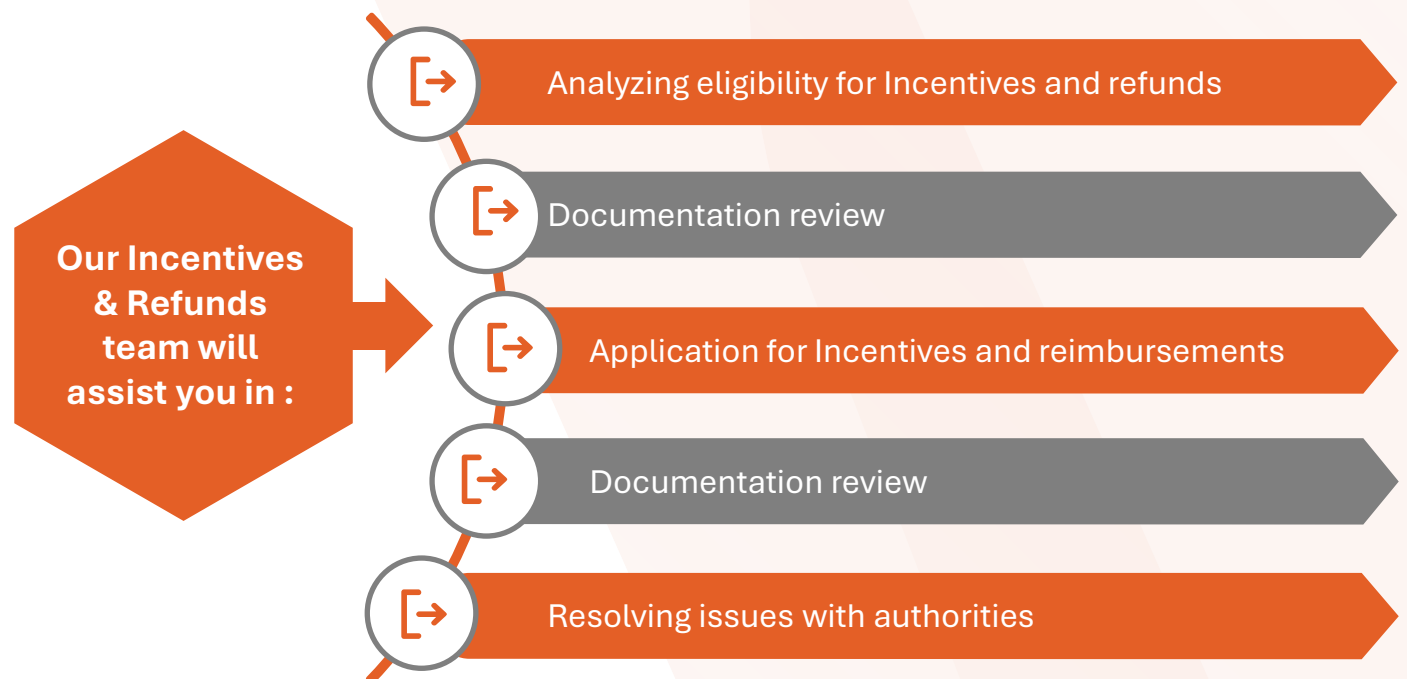 Our Incentives
& Refunds
team will
assist you in :
Analyzing eligibility for Incentives and refunds
Documentation review
Application for Incentives and reimbursements
Documentation review
Resolving issues with authorities